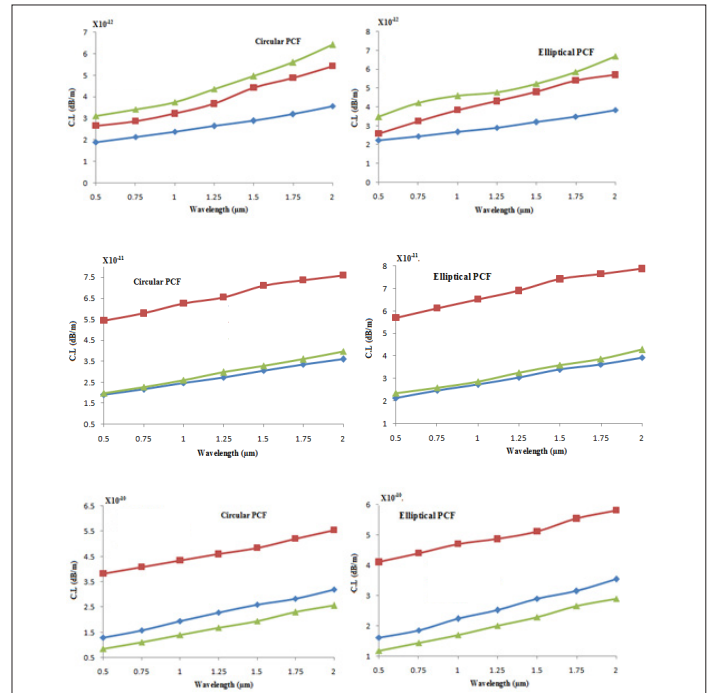 X10⁻¹²
Circular PCF
7
6
5
4
3
2
1
0
C.L (dB/m)
0.5 0.75 1 1.25 1.5 1.75 2
Wavelength (µm)
X10⁻¹²
Elliptical PCF
8
7
6
5
4
3
2
1
0
C.L (dB/m)
0.5 0.75 1 1.25 1.5 1.75 2
Wavelength (µm)
X10⁻¹¹
Circular PCF
7.5
6.5
5.5
4.5
3.5
2.5
1.5
0.5
C.L (dB/m)
0.5 0.75 1 1.25 1.5 1.75 2
Wavelength (µm)
X10⁻¹¹.
Elliptical PCF
8
7
6
5
4
3
2
1
C.L (dB/m)
0.5 0.75 1 1.25 1.5 1.75 2
Wavelength (µm)
X10⁻¹⁰
Circular PCF
6.5
5.5
4.5
3.5
2.5
1.5
0.5
C.L (dB/m)
0.5 0.75 1 1.25 1.5 1.75 2
Wavelength (µm)
X10⁻¹⁰.
Elliptical PCF
6
5
4
3
2
1
C.L (dB/m)
0.5 0.75 1 1.25 1.5 1.75 2
Wavelength (µm)